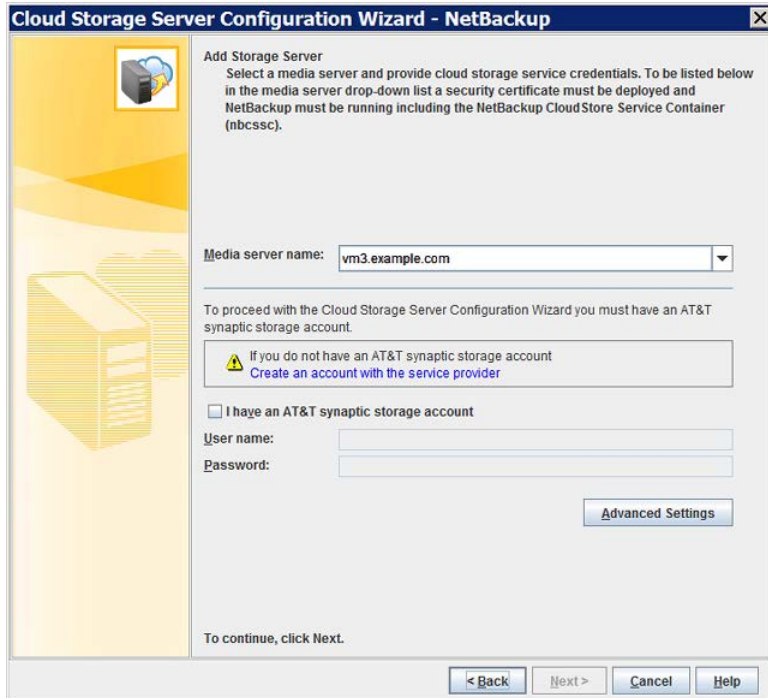 Cloud Storage Server Configuration Wizard - NetBackup
Add Storage Server
Select a media server and provide cloud storage service credentials. To be listed below
in the media server drop-down list a security certificate must be deployed and
NetBackup must be running including the NetBackup CloudStore Service Container
(nbcssc).
Media server name:
vm3.example.com
To proceed with the Cloud Storage Server Configuration Wizard you must have an AT&T
synaptic storage account.
If you do not have an AT&T synaptic storage account
Create an account with the service provider
I have an AT&T synaptic storage account
User name:
Password:
Advanced Settings
To continue, click Next.
< Back
Next >
Cancel
Help